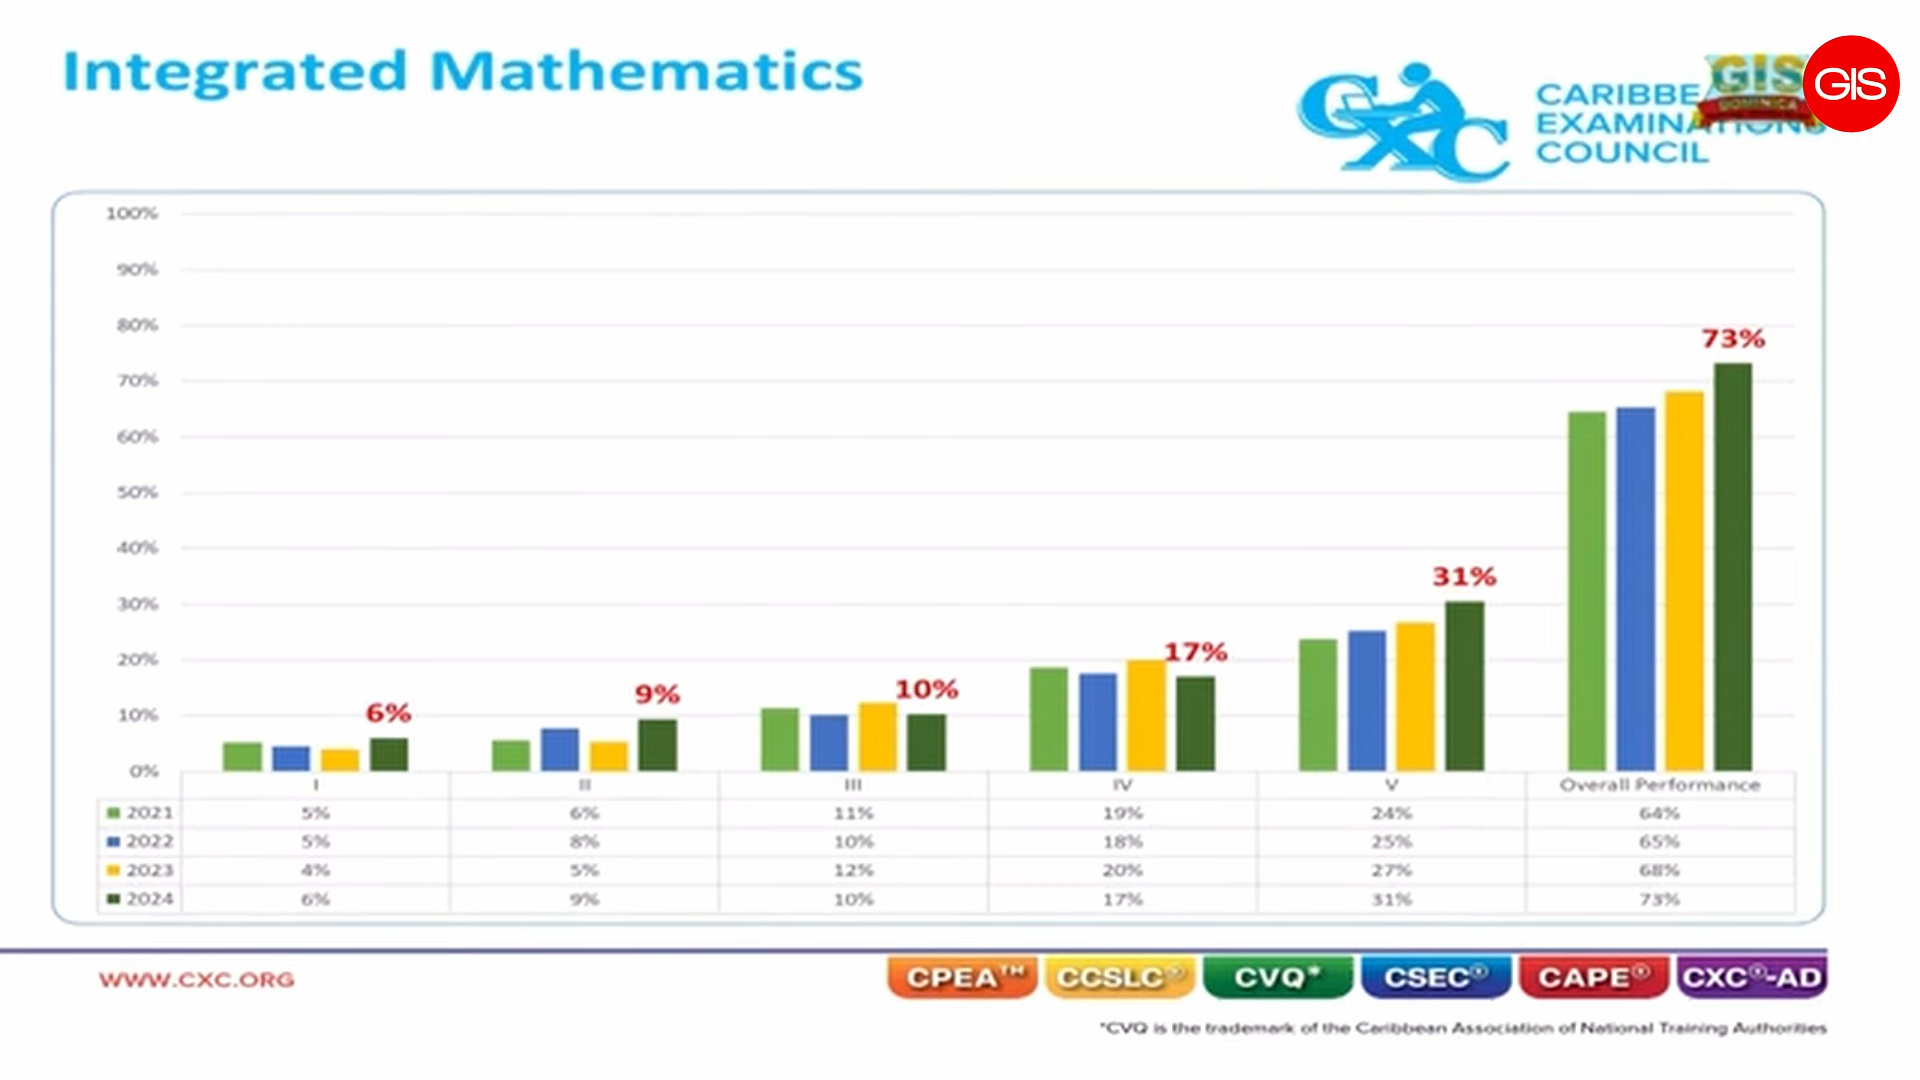 Integrated Mathematics
CXC
CARIBBE
EXAMINATIONS
COUNCIL
GIS
DOMINICA
GIS
100%
90%
80%
70%
60%
50%
40%
30%
20%
10%
0%
6%
9%
10%
17%
31%
73%
I II III IV V Overall Performance
2021 5% 6% 11% 19% 24% 64%
2022 5% 8% 10% 18% 25% 65%
2023 4% 5% 12% 20% 27% 68%
2024 6% 9% 10% 17% 31% 73%
WWW.CXC.ORG
CPEA™ CCSLC® CVQ* CSEC® CAPE® CXC®-AD
*CVQ is the trademark of the Caribbean Association of National Training Authorities